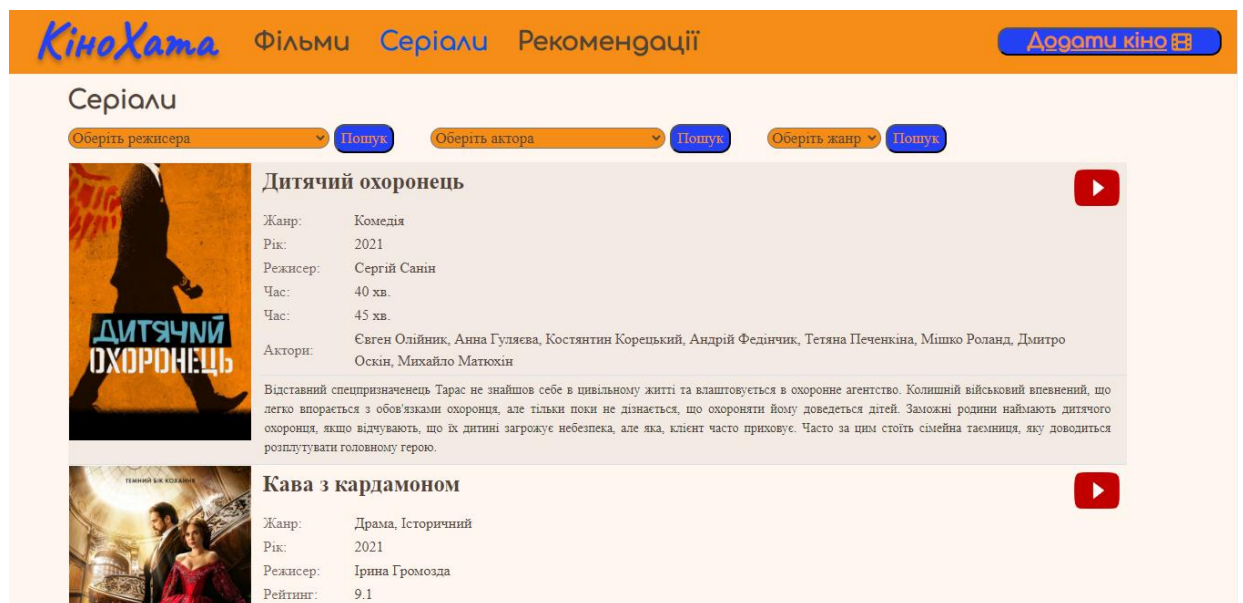 КіноХата Фільми Серіали Рекомендації Додати кіно
Серіали
Оберіть режисера Пошук Оберіть актора Пошук Оберіть жанр Пошук
ДИТЯЧИЙ
ОХОРОНЕЦЬ
Дитячий охоронець
Жанр: Комедія
Рік: 2021
Режисер: Сергій Санін
Час: 40 хв.
Час: 45 хв.
Актори: Євген Олійник, Анна Гуляєва, Костянтин Корецький, Андрій Федінчик, Тетяна Печенкіна, Мішко Роланд, Дмитро
Оскін, Михайло Матюхін
Відставний спецпризначенець Тарас не знайшов себе в цивільному житті та влаштовується в охоронне агентство. Колишній військовий впевнений, що
легко впорається з обов'язками охоронця, але тільки поки не дізнається, що охороняти йому доведеться дітей. Заможні родини наймають дитячого
охоронця, якщо відчувають, що їх дитині загрожує небезпека, але яка, клієнт часто приховує. Часто за цим стоїть сімейна таємниця, яку доводиться
розплутувати головному герою.
ТЕМНИЙ БІК КОХАННЯ
Кава з кардамоном
Жанр: Драма, Історичний
Рік: 2021
Режисер: Ірина Громозда
Рейтинг: 9.1